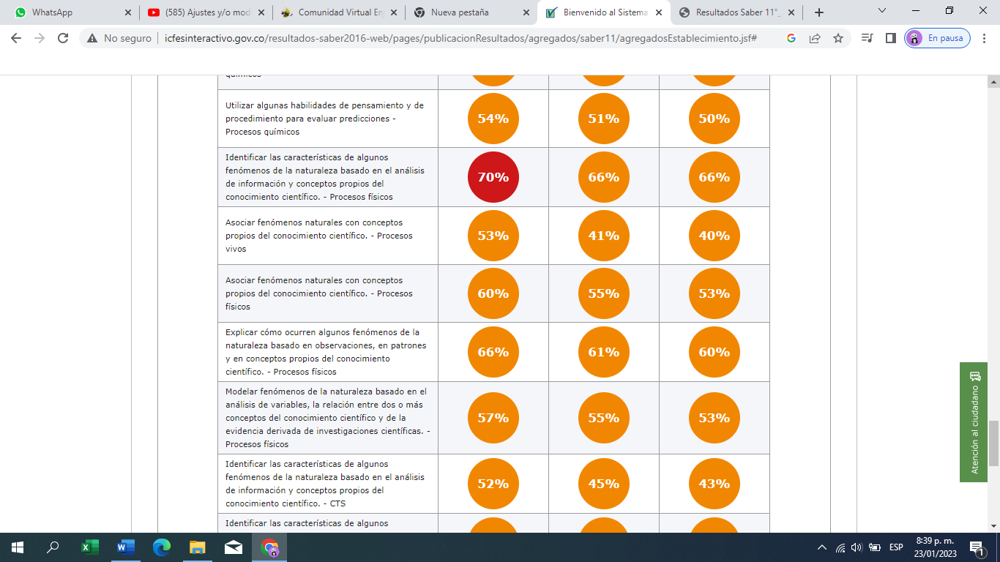 WhatsApp
(585) Ajustes y/o mod
Comunidad Virtual En
Nueva pestaña
Bienvenido al Sistema
Resultados Saber 11°_
No seguro
icfesinteractivo.gov.co/resultados-saber2016-web/pages/publicacionResultados/agregados/saber11/agregadosEstablecimiento.jsf#
En pausa
químicos
Utilizar algunas habilidades de pensamiento y de
procedimiento para evaluar predicciones -
Procesos químicos
54% 51% 50%
Identificar las características de algunos
fenómenos de la naturaleza basado en el análisis
de información y conceptos propios del
conocimiento científico. - Procesos físicos
70% 66% 66%
Asociar fenómenos naturales con conceptos
propios del conocimiento científico. - Procesos
vivos
53% 41% 40%
Asociar fenómenos naturales con conceptos
propios del conocimiento científico. - Procesos
físicos
60% 55% 53%
Explicar cómo ocurren algunos fenómenos de la
naturaleza basado en observaciones, en patrones
y en conceptos propios del conocimiento
científico. - Procesos físicos
66% 61% 60%
Modelar fenómenos de la naturaleza basado en el
análisis de variables, la relación entre dos o más
conceptos del conocimiento científico y de la
evidencia derivada de investigaciones científicas. -
Procesos físicos
57% 55% 53%
Identificar las características de algunos
fenómenos de la naturaleza basado en el análisis
de información y conceptos propios del
conocimiento científico. - CTS
52% 45% 43%
Identificar las características de algunos
Atención al ciudadano
ESP
8:39 p. m.
23/01/2023
1